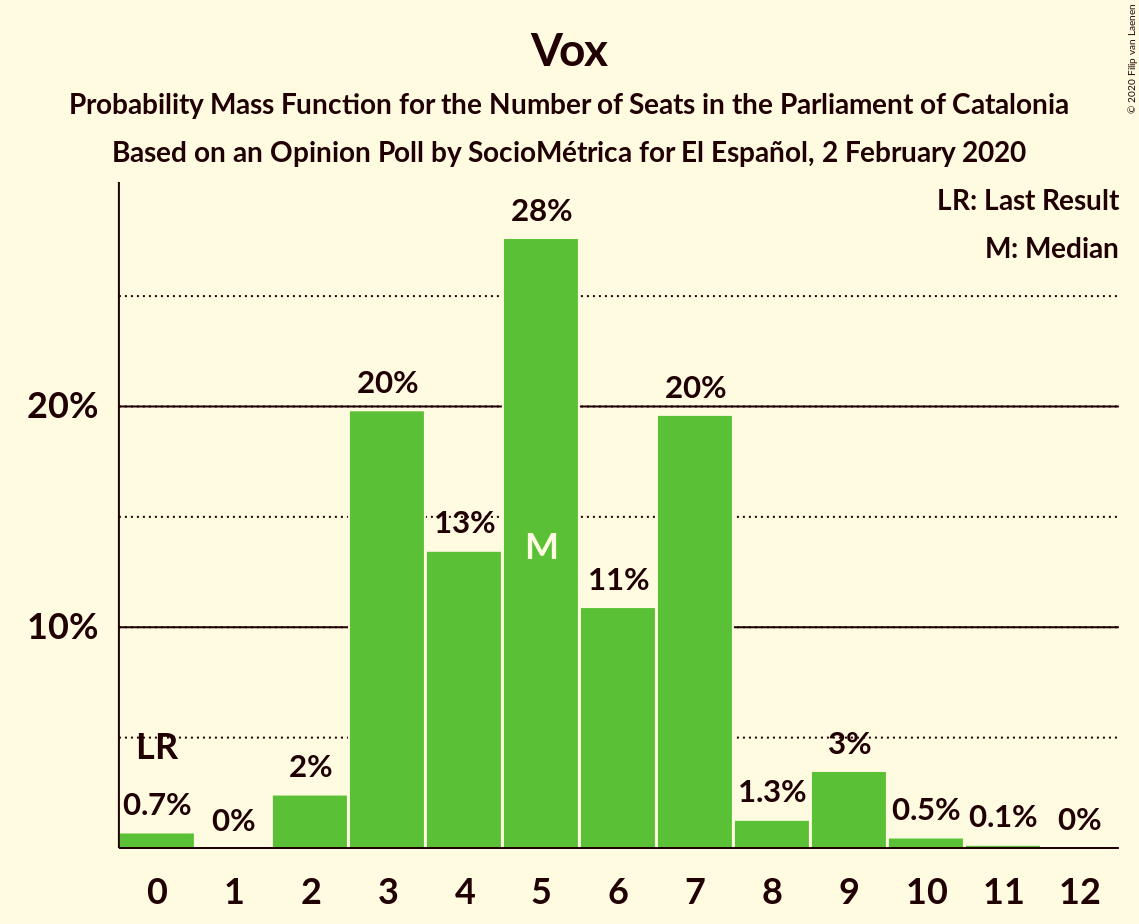 Vox
Probability Mass Function for the Number of Seats in the Parliament of Catalonia
Based on an Opinion Poll by SocioMétrica for El Español, 2 February 2020
© 2020 Filip van Laenen
LR: Last Result
M: Median
28%
20%
20%
20%
13%
M
11%
10%
LR
3%
2%
1.3%
0.7%
0%
0.5%
0.1%
0%
0 1 2 3 4 5 6 7 8 9 10 11 12